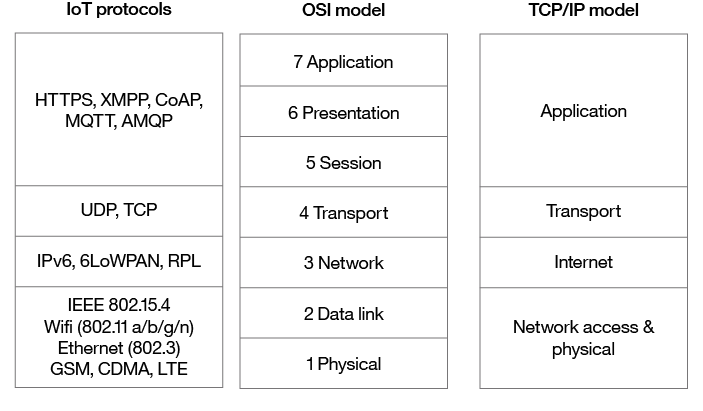 IoT protocols
HTTPS, XMPP, CoAP,
MQTT, AMQP
UDP, TCP
IPv6, 6LoWPAN, RPL
IEEE 802.15.4
Wifi (802.11 a/b/g/n)
Ethernet (802.3)
GSM, CDMA, LTE
OSI model
7 Application
6 Presentation
5 Session
4 Transport
3 Network
2 Data link
1 Physical
TCP/IP model
Application
Transport
Internet
Network access &
physical